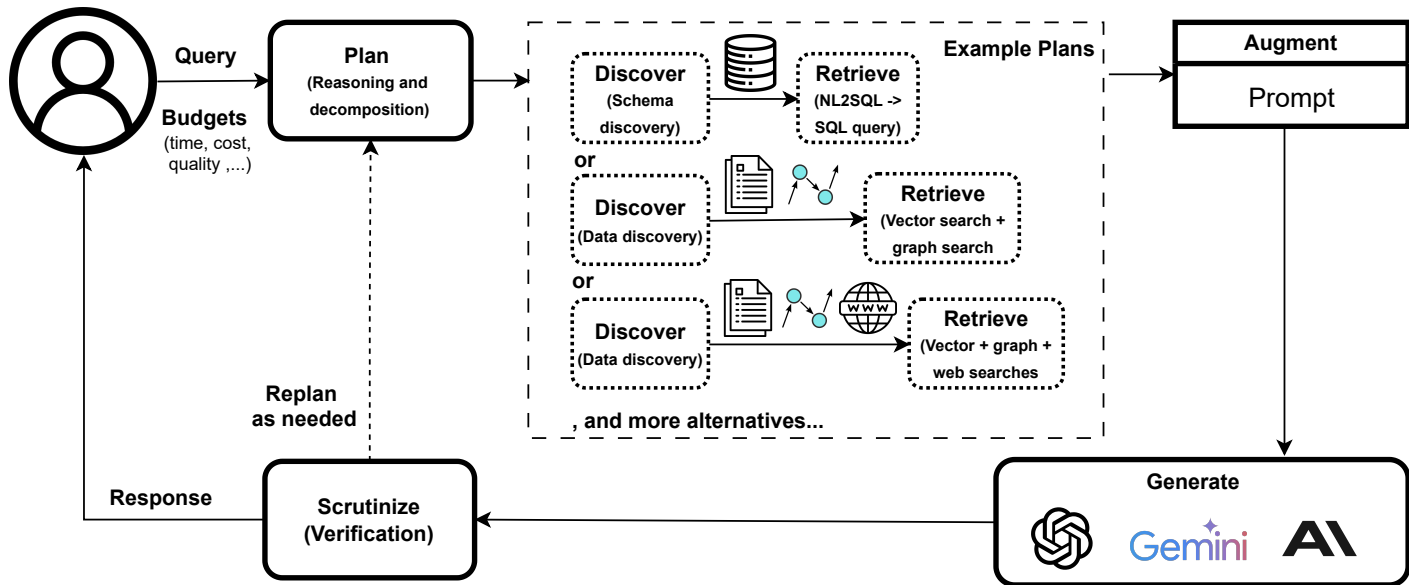 Query
Budgets
(time, cost,
quality ,...)
Plan
(Reasoning and
decomposition)
Example Plans
Discover
(Schema
discovery)
Retrieve
(NL2SQL ->
SQL query)
or
Discover
(Data discovery)
Retrieve
(Vector search +
graph search
or
Discover
(Data discovery)
WWW
Retrieve
(Vector + graph +
web searches
, and more alternatives...
Augment
Prompt
Generate
Gemini
AI
Scrutinize
(Verification)
Replan
as needed
Response